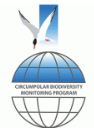 CIRCUMPOLAR BIODIVERSITY
MONITORING PROGRAM